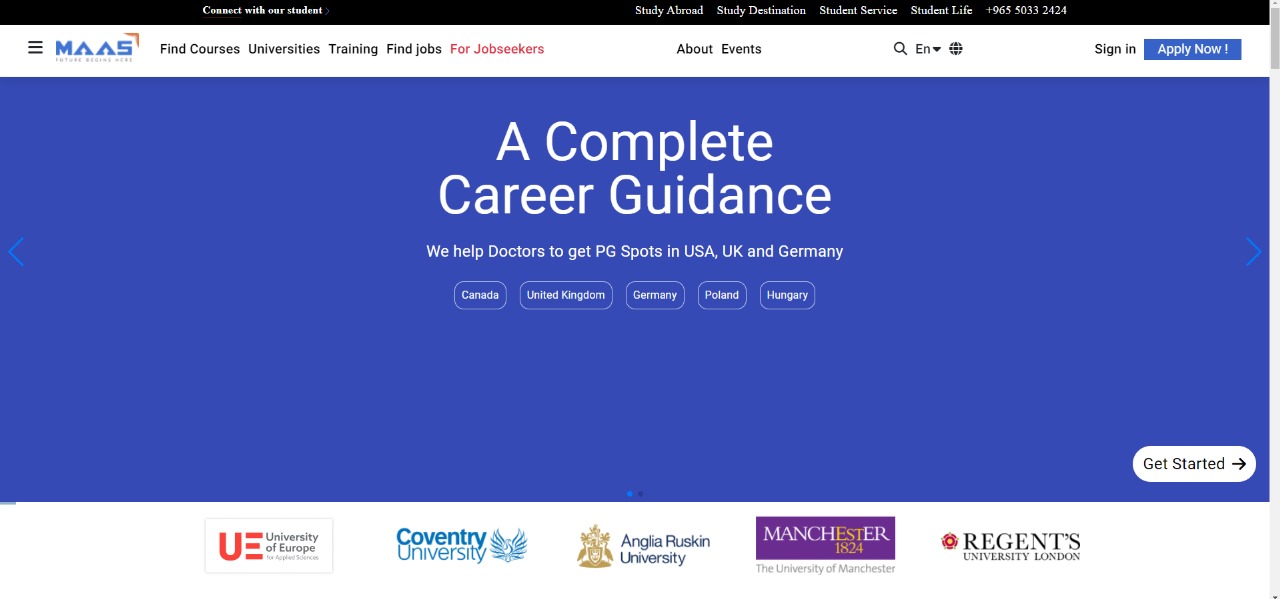 Connect with our student
Study Abroad Study Destination Student Service Student Life +965 5033 2424
MAAS
FUTURE BEGINS HERE
Find Courses Universities Training Find jobs For Jobseekers About Events En Sign in Apply Now !
A Complete
Career Guidance
We help Doctors to get PG Spots in USA, UK and Germany
Canada United Kingdom Germany Poland Hungary
Get Started
UE University
of Europe
for Applied Sciences
Coventry
University
Anglia Ruskin
University
MANCHESTER
1824
The University of Manchester
REGENT'S
UNIVERSITY LONDON